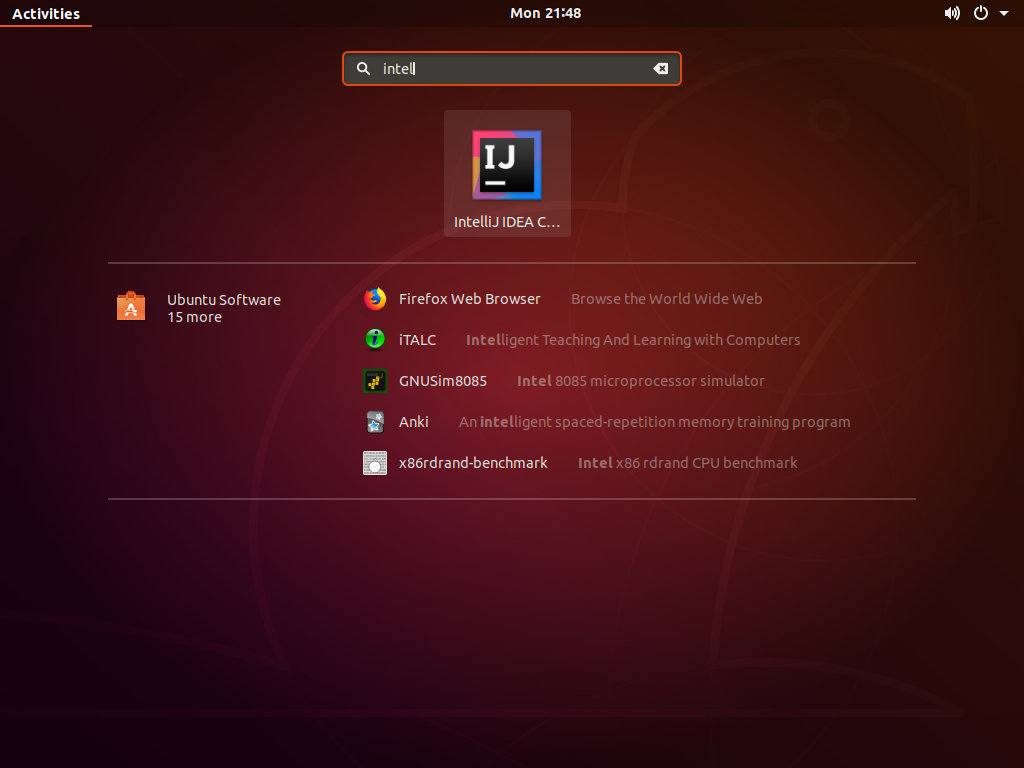 Activities
Mon 21:48
intel
IJ
IntelliJ IDEA C…
Ubuntu Software
15 more
Firefox Web Browser Browse the World Wide Web
iTALC Intelligent Teaching And Learning with Computers
GNUSim8085 Intel 8085 microprocessor simulator
Anki An intelligent spaced-repetition memory training program
x86rdrand-benchmark Intel x86 rdrand CPU benchmark